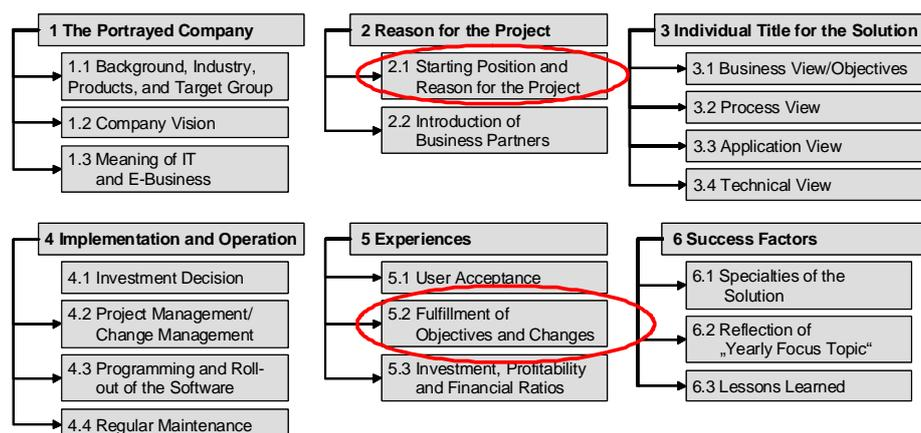 1 The Portrayed Company
1.1 Background, Industry,
Products, and Target Group
1.2 Company Vision
1.3 Meaning of IT
and E-Business
2 Reason for the Project
2.1 Starting Position and
Reason for the Project
2.2 Introduction of
Business Partners
3 Individual Title for the Solution
3.1 Business View/Objectives
3.2 Process View
3.3 Application View
3.4 Technical View
4 Implementation and Operation
4.1 Investment Decision
4.2 Project Management/
Change Management
4.3 Programming and Roll-
out of the Software
4.4 Regular Maintenance
5 Experiences
5.1 User Acceptance
5.2 Fulfillment of
Objectives and Changes
5.3 Investment, Profitability
and Financial Ratios
6 Success Factors
6.1 Specialties of the
Solution
6.2 Reflection of
„Yearly Focus Topic“
6.3 Lessons Learned